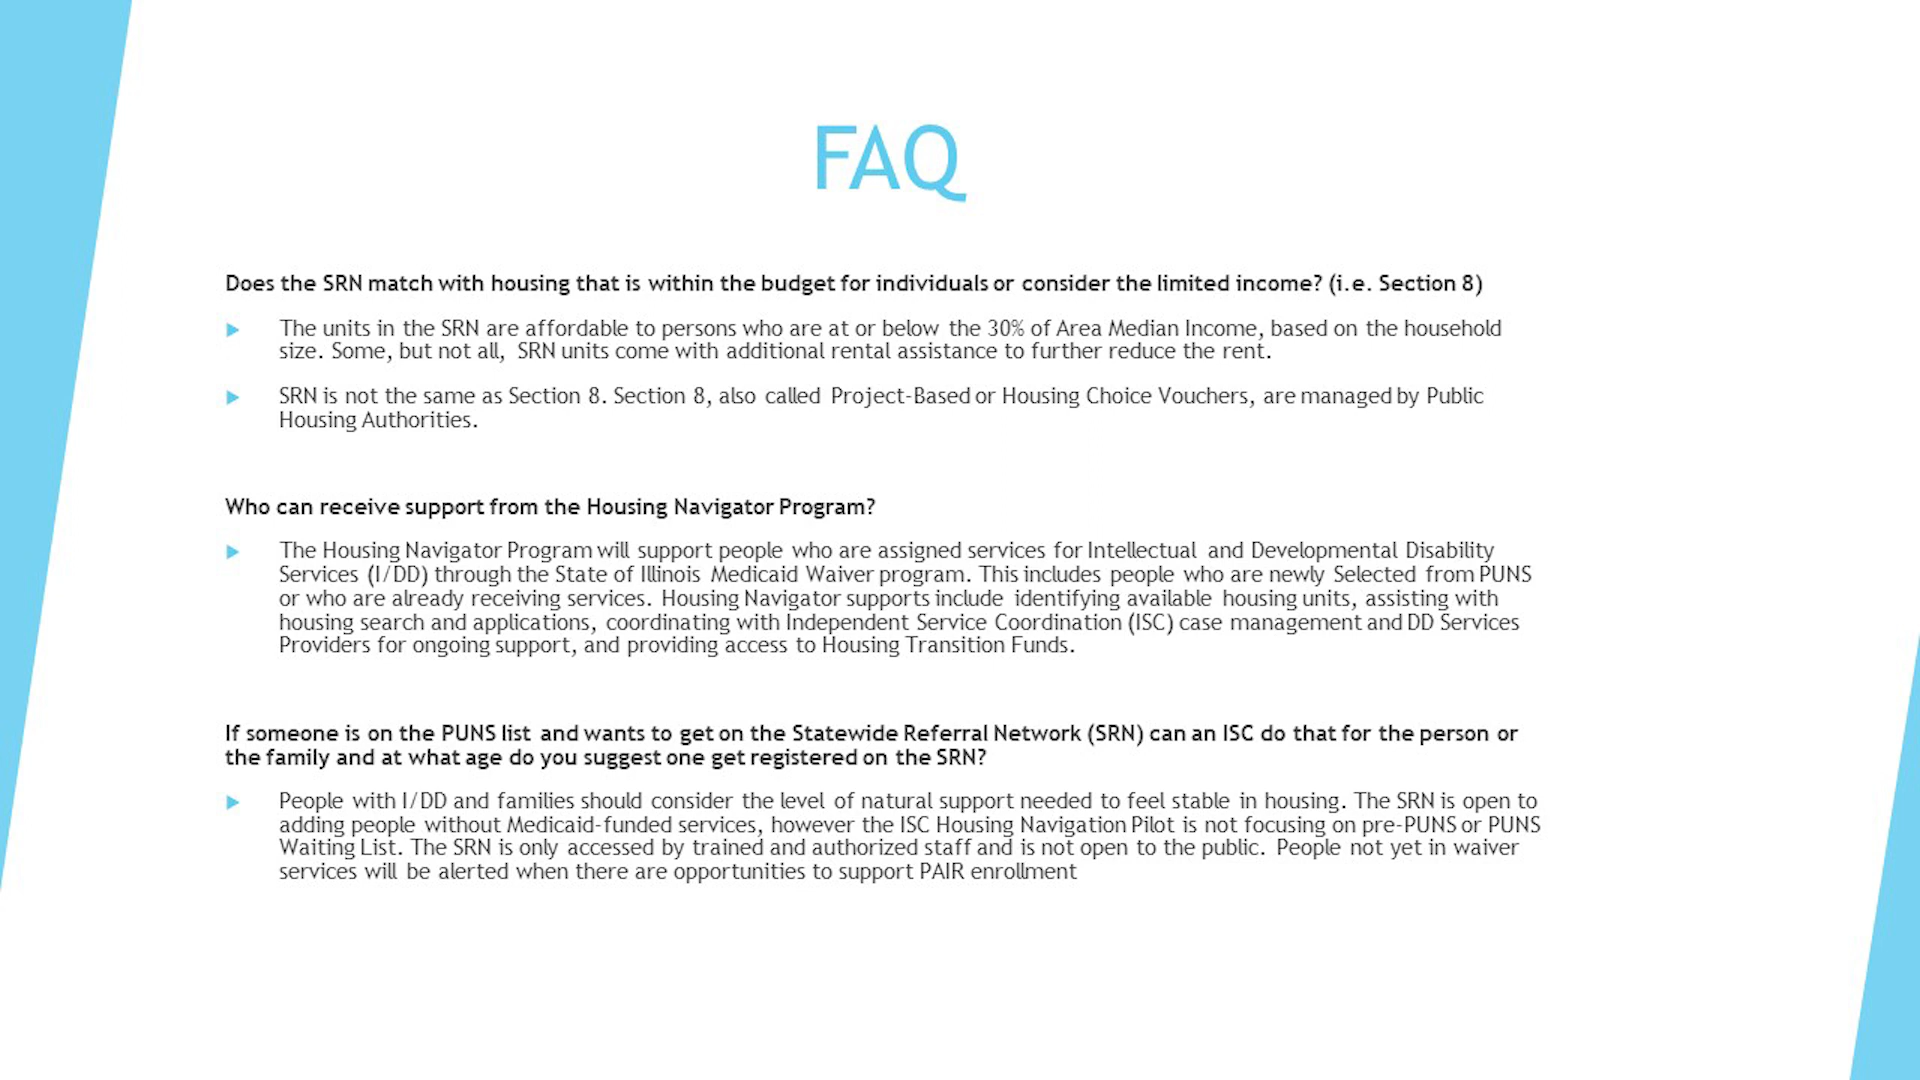 FAQ
Does the SRN match with housing that is within the budget for individuals or consider the limited income? (i.e. Section 8)
The units in the SRN are affordable to persons who are at or below the 30% of Area Median Income, based on the household
size. Some, but not all, SRN units come with additional rental assistance to further reduce the rent.
SRN is not the same as Section 8. Section 8, also called Project-Based or Housing Choice Vouchers, are managed by Public
Housing Authorities.
Who can receive support from the Housing Navigator Program?
The Housing Navigator Program will support people who are assigned services for Intellectual and Developmental Disability
Services (I/DD) through the State of Illinois Medicaid Waiver program. This includes people who are newly Selected from PUNS
or who are already receiving services. Housing Navigator supports include identifying available housing units, assisting with
housing search and applications, coordinating with Independent Service Coordination (ISC) case management and DD Services
Providers for ongoing support, and providing access to Housing Transition Funds.
If someone is on the PUNS list and wants to get on the Statewide Referral Network (SRN) can an ISC do that for the person or
the family and at what age do you suggest one get registered on the SRN?
People with I/DD and families should consider the level of natural support needed to feel stable in housing. The SRN is open to
adding people without Medicaid-funded services, however the ISC Housing Navigation Pilot is not focusing on pre-PUNS or PUNS
Waiting List. The SRN is only accessed by trained and authorized staff and is not open to the public. People not yet in waiver
services will be alerted when there are opportunities to support PAIR enrollment